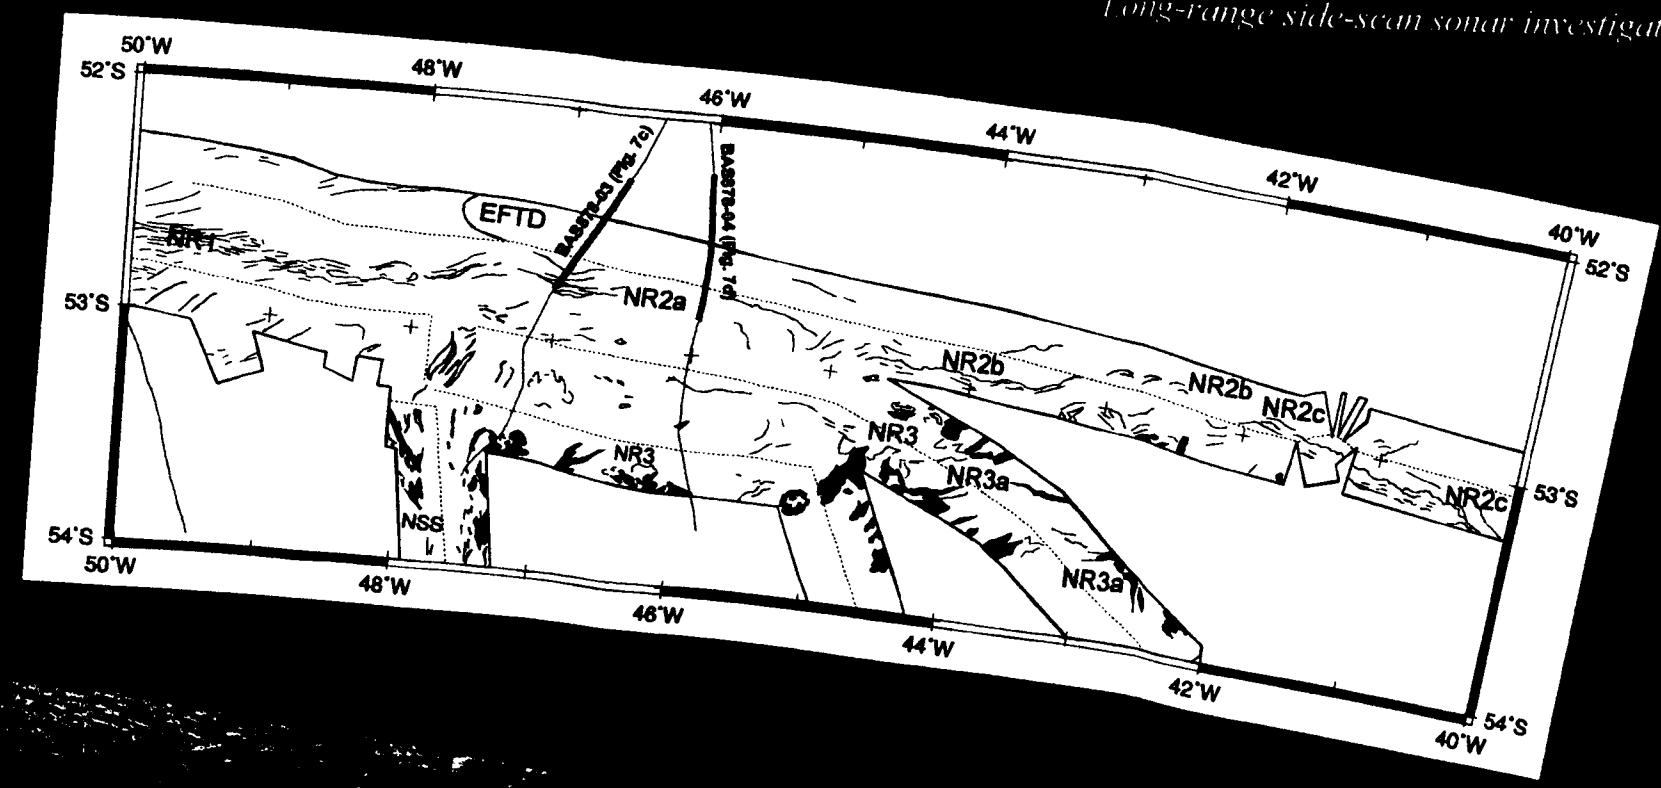 Long-range side-scan sonar investigat
50°W
52°S
48°W
46°W
44°W
42°W
40°W
52°S
BAS878-03 (Fig. 7c)
BAS878-04 (Fig. 7d)
EFTD
NR1
NR2a
53°S
NR2b
NR2b
NR2c
NR3
NR3
NR3a
NR2c
53°S
NSS
NR3a
54°S
50°W
48°W
46°W
44°W
42°W
40°W
54°S